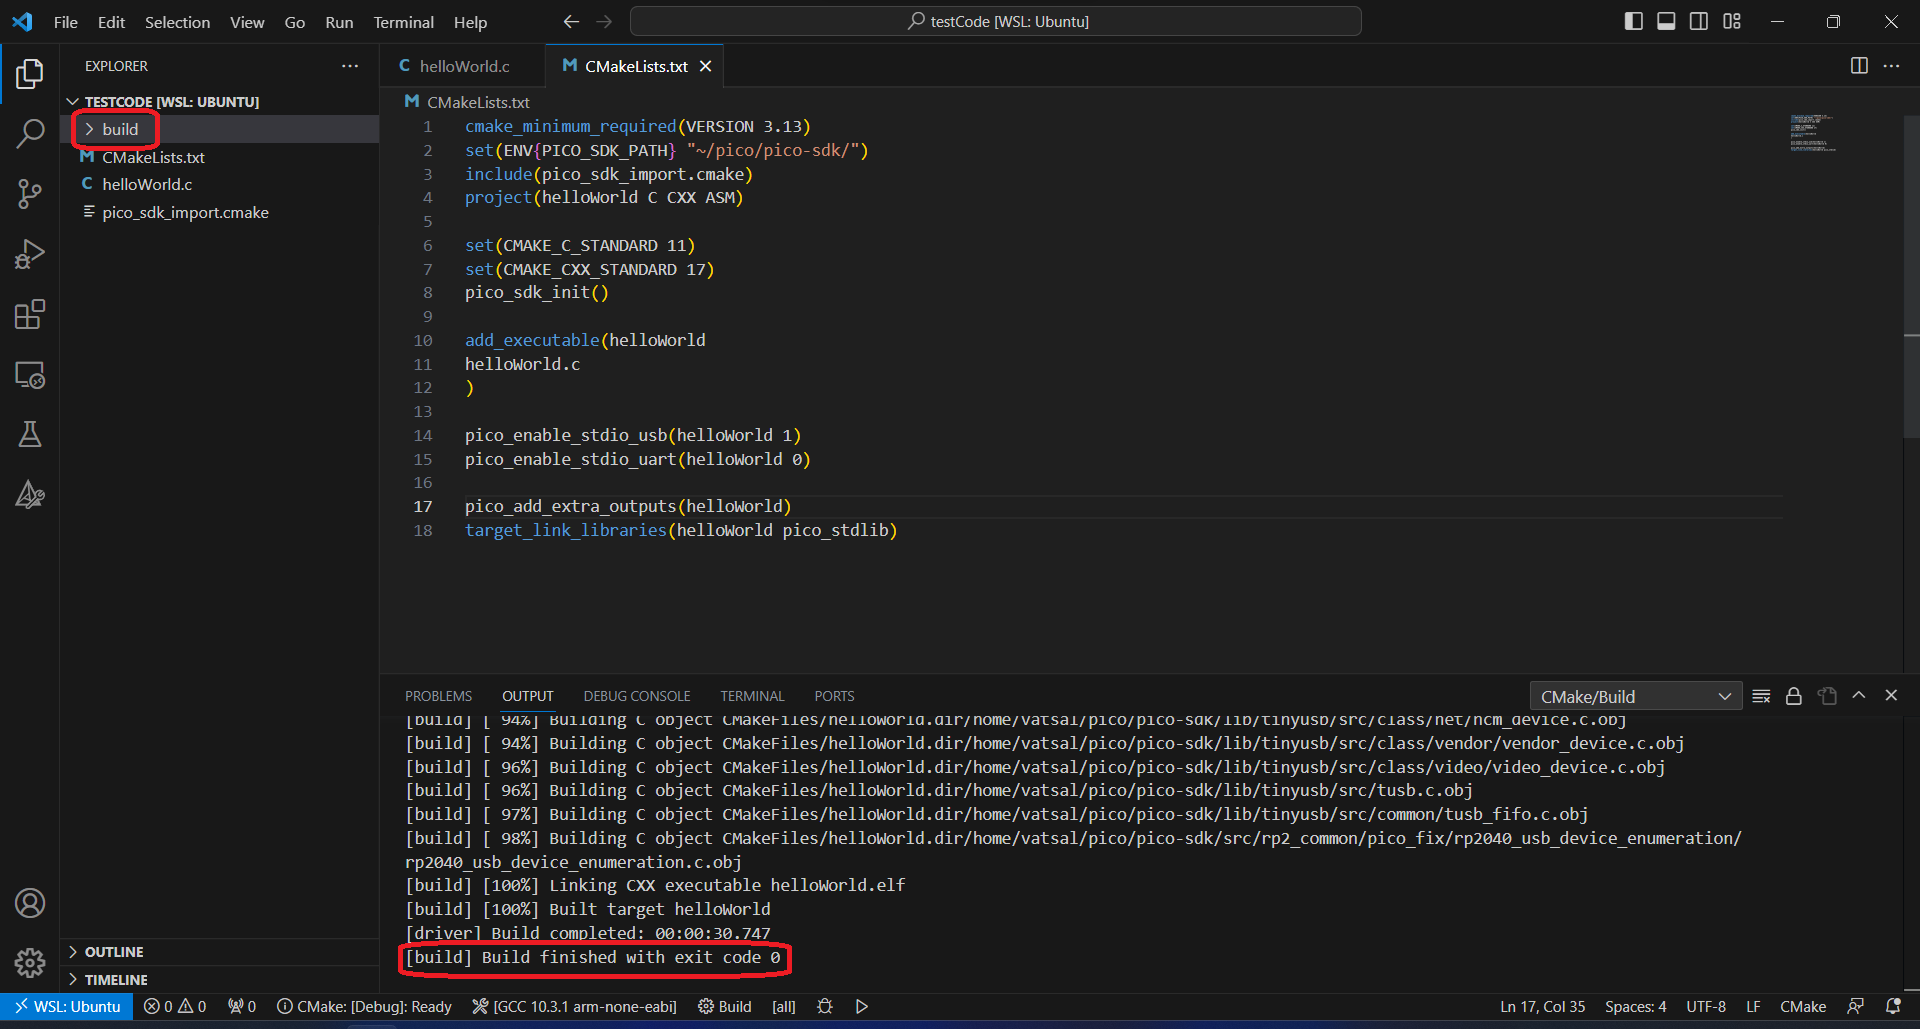 File Edit Selection View Go Run Terminal Help
testCode [WSL: Ubuntu]
EXPLORER
TESTCODE [WSL: UBUNTU]
build
M CMakeLists.txt
C helloWorld.c
pico_sdk_import.cmake
OUTLINE
TIMELINE
C helloWorld.c
M CMakeLists.txt
M CMakeLists.txt
1 cmake_minimum_required(VERSION 3.13)
2 set(ENV{PICO_SDK_PATH} "~/pico/pico-sdk/")
3 include(pico_sdk_import.cmake)
4 project(helloWorld C CXX ASM)
5
6 set(CMAKE_C_STANDARD 11)
7 set(CMAKE_CXX_STANDARD 17)
8 pico_sdk_init()
9
10 add_executable(helloWorld
11 helloWorld.c
12 )
13
14 pico_enable_stdio_usb(helloWorld 1)
15 pico_enable_stdio_uart(helloWorld 0)
16
17 pico_add_extra_outputs(helloWorld)
18 target_link_libraries(helloWorld pico_stdlib)
PROBLEMS OUTPUT DEBUG CONSOLE TERMINAL PORTS
CMake/Build
[build] [ 94%] Building C object CMakeFiles/helloWorld.dir/home/vatsal/pico/pico-sdk/lib/tinyusb/src/class/net/ncm_device.c.obj
[build] [ 94%] Building C object CMakeFiles/helloWorld.dir/home/vatsal/pico/pico-sdk/lib/tinyusb/src/class/vendor/vendor_device.c.obj
[build] [ 96%] Building C object CMakeFiles/helloWorld.dir/home/vatsal/pico/pico-sdk/lib/tinyusb/src/class/video/video_device.c.obj
[build] [ 96%] Building C object CMakeFiles/helloWorld.dir/home/vatsal/pico/pico-sdk/lib/tinyusb/src/tusb.c.obj
[build] [ 97%] Building C object CMakeFiles/helloWorld.dir/home/vatsal/pico/pico-sdk/lib/tinyusb/src/common/tusb_fifo.c.obj
[build] [ 98%] Building C object CMakeFiles/helloWorld.dir/home/vatsal/pico/pico-sdk/src/rp2_common/pico_fix/rp2040_usb_device_enumeration/
rp2040_usb_device_enumeration.c.obj
[build] [100%] Linking CXX executable helloWorld.elf
[build] [100%] Built target helloWorld
[driver] Build completed: 00:00:30.747
[build] Build finished with exit code 0
WSL: Ubuntu 0 0 0 CMake: [Debug]: Ready [GCC 10.3.1 arm-none-eabi] Build [all] Ln 17, Col 35 Spaces: 4 UTF-8 LF CMake